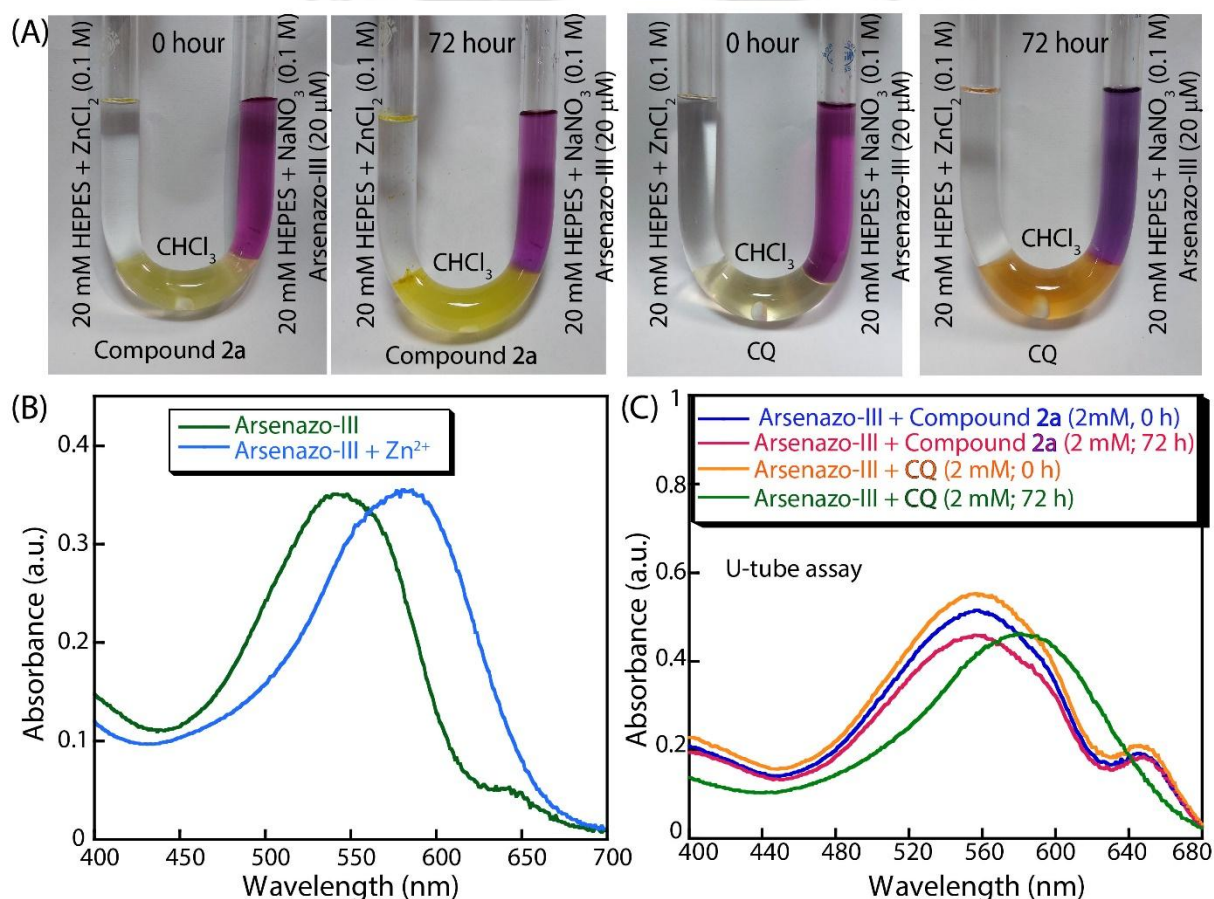 (A)
0 hour
20 mM HEPES + ZnCl₂ (0.1 M)
CHCl₃
Compound 2a
20 mM HEPES + NaNO₃ (0.1 M)
Arsenazo-III (20 μM)
72 hour
20 mM HEPES + ZnCl₂ (0.1 M)
CHCl₃
Compound 2a
20 mM HEPES + NaNO₃ (0.1 M)
Arsenazo-III (20 μM)
0 hour
20 mM HEPES + ZnCl₂ (0.1 M)
CHCl₃
CQ
20 mM HEPES + NaNO₃ (0.1 M)
Arsenazo-III (20 μM)
72 hour
20 mM HEPES + ZnCl₂ (0.1 M)
CHCl₃
CQ
20 mM HEPES + NaNO₃ (0.1 M)
Arsenazo-III (20 μM)
(B)
Arsenazo-III
Arsenazo-III + Zn²⁺
Absorbance (a.u.)
0.4
0.3
0.2
0.1
0
400 450 500 550 600 650 700
Wavelength (nm)
(C)
Arsenazo-III + Compound 2a (2mM, 0 h)
Arsenazo-III + Compound 2a (2 mM; 72 h)
Arsenazo-III + CQ (2 mM; 0 h)
Arsenazo-III + CQ (2 mM; 72 h)
U-tube assay
Absorbance (a.u.)
1
0.8
0.6
0.4
0.2
0
400 440 480 520 560 600 640 680
Wavelength (nm)